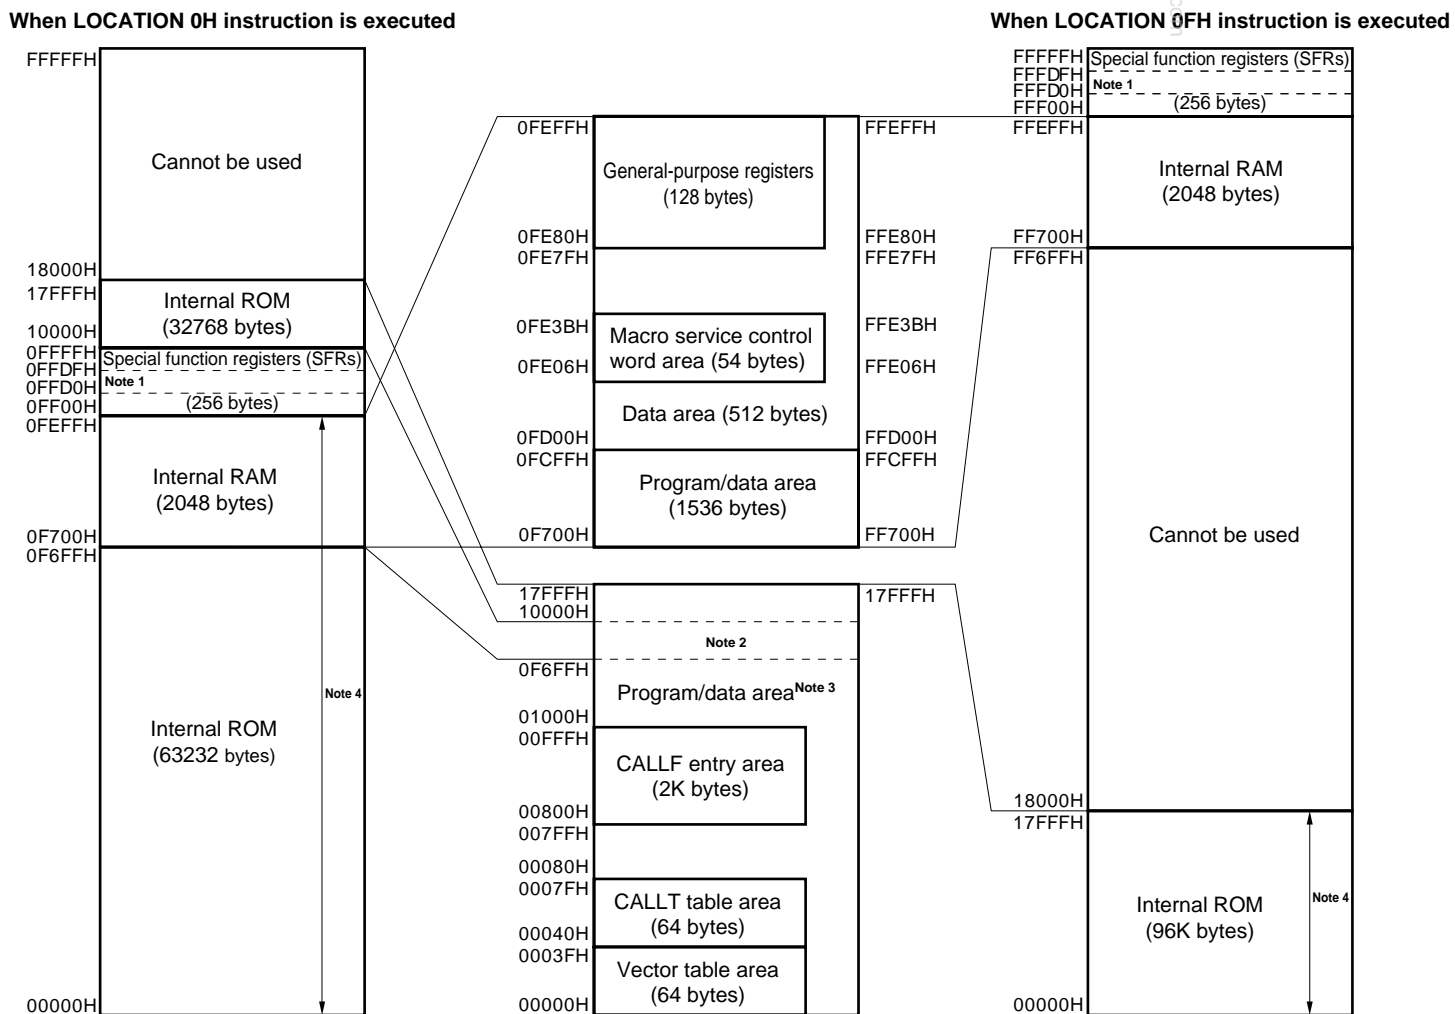 When LOCATION 0H instruction is executed
FFFFFH
Cannot be used
18000H
17FFFH
Internal ROM
(32768 bytes)
10000H
0FFFFH
Special function registers (SFRs)
0FFDFH
Note 1
0FFD0H
(256 bytes)
0FF00H
0FEFFH
Internal RAM
(2048 bytes)
0F700H
0F6FFH
Note 4
Internal ROM
(63232 bytes)
00000H
0FEFFH
FFEFFH
General-purpose registers
(128 bytes)
0FE80H
FFE80H
0FE7FH
FFE7FH
0FE3BH
FFE3BH
Macro service control
word area (54 bytes)
0FE06H
FFE06H
Data area (512 bytes)
0FD00H
FFD00H
0FCFFH
FFCFFH
Program/data area
(1536 bytes)
0F700H
FF700H
17FFFH
17FFFH
10000H
Note 2
0F6FFH
Program/data area Note 3
01000H
00FFFH
CALLF entry area
(2K bytes)
00800H
007FFH
00080H
0007FH
CALLT table area
(64 bytes)
00040H
0003FH
Vector table area
(64 bytes)
00000H
When LOCATION FH instruction is executed
FFFFFH
Special function registers (SFRs)
FFFDFH
Note 1
FFFD0H
(256 bytes)
FFF00H
FFEFFH
Internal RAM
(2048 bytes)
FF700H
FF6FFH
Cannot be used
18000H
17FFFH
Note 4
Internal ROM
(96K bytes)
00000H